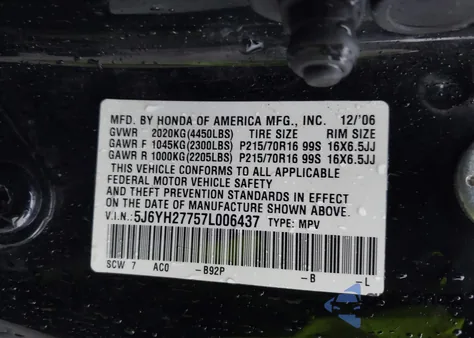 MFD. BY HONDA OF AMERICA MFG., INC. 12/'06
GVWR 2020KG(4450LBS) TIRE SIZE RIM SIZE
GAWR F 1045KG(2300LBS) P215/70R16 99S 16X6.5JJ
GAWR R 1000KG(2205LBS) P215/70R16 99S 16X6.5JJ
THIS VEHICLE CONFORMS TO ALL APPLICABLE
FEDERAL MOTOR VEHICLE SAFETY
AND THEFT PREVENTION STANDARDS IN EFFECT
ON THE DATE OF MANUFACTURE SHOWN ABOVE.
V.I.N: 5J6YH27757L006437 TYPE: MPV
SCW 7 AC0 –B92P –B –L